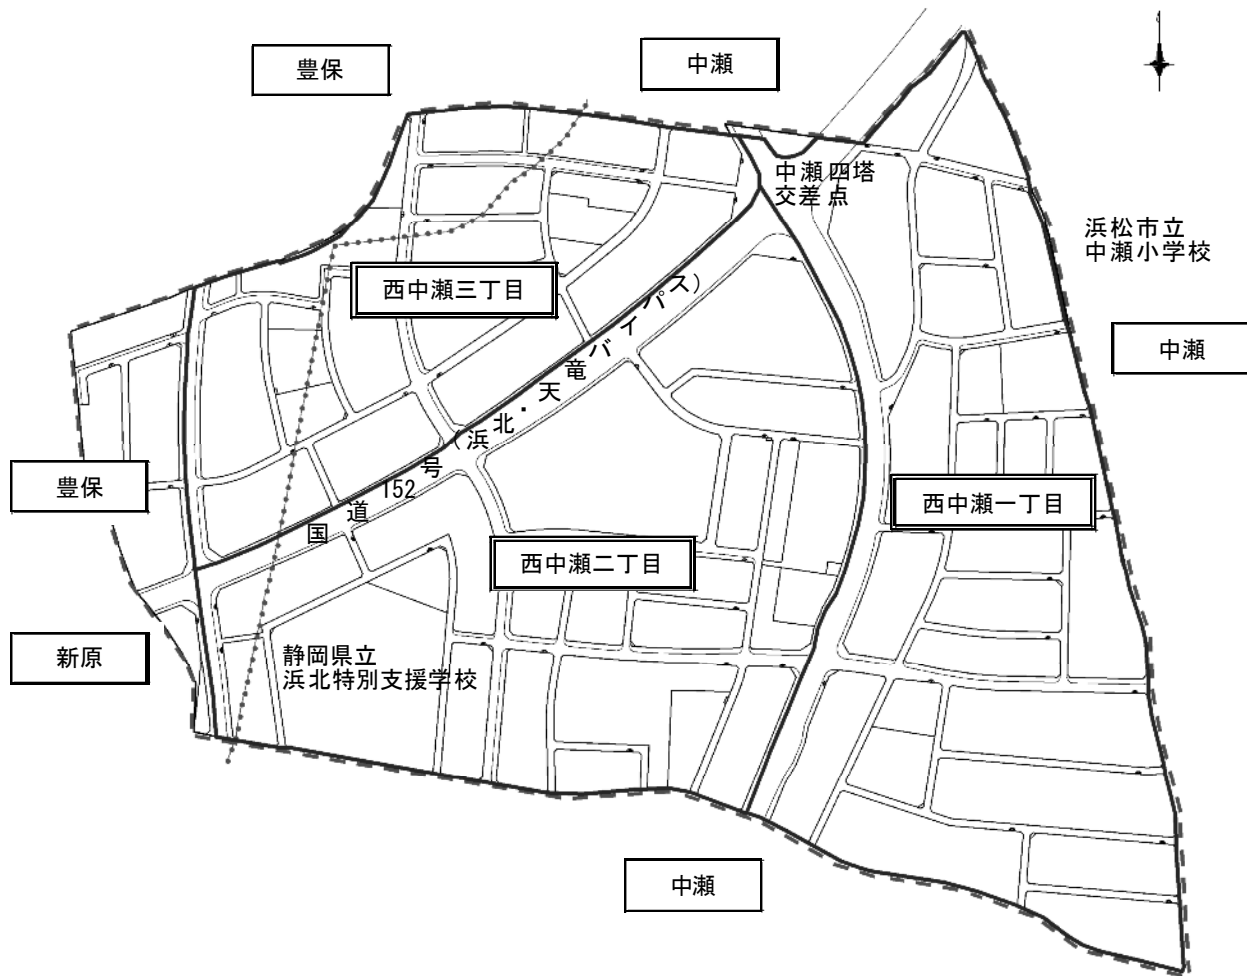 豊保
中瀬
中瀬四塔
交差点
浜松市立
中瀬小学校
西中瀬三丁目
中瀬
国道152号(浜北・天竜バイパス)
豊保
西中瀬一丁目
西中瀬二丁目
新原
静岡県立
浜北特別支援学校
中瀬